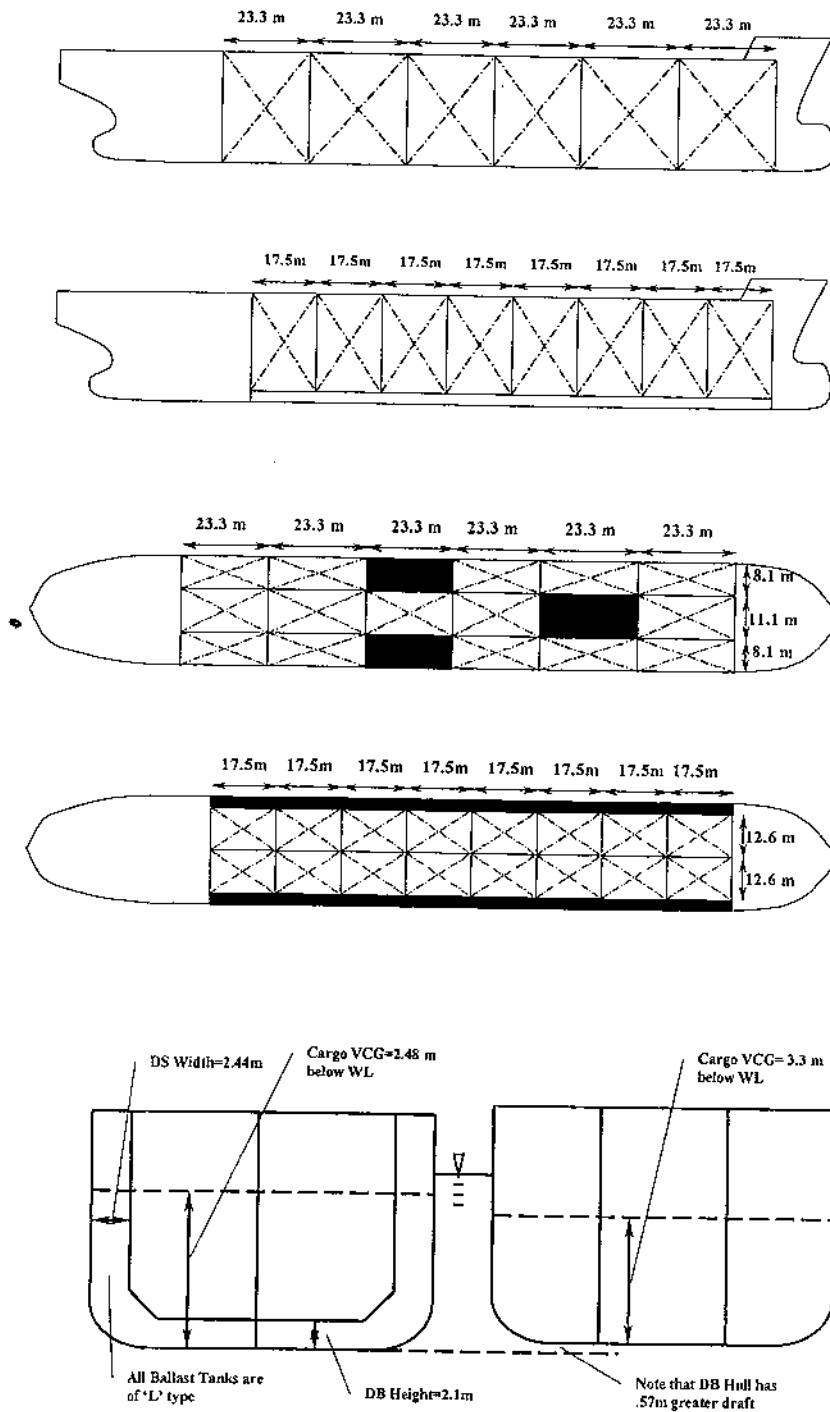 23.3 m 23.3 m 23.3 m 23.3 m 23.3 m 23.3 m
17.5m 17.5m 17.5m 17.5m 17.5m 17.5m 17.5m 17.5m
23.3 m 23.3 m 23.3 m 23.3 m 23.3 m 23.3 m
8.1 m
11.1 m
8.1 m
17.5m 17.5m 17.5m 17.5m 17.5m 17.5m 17.5m 17.5m
12.6 m
12.6 m
DS Width=2.44m
Cargo VCG=2.48 m
below WL
Cargo VCG= 3.3 m
below WL
All Ballast Tanks are
of ‘L’ type
DB Height=2.1m
Note that DB Hull has
.57m greater draft